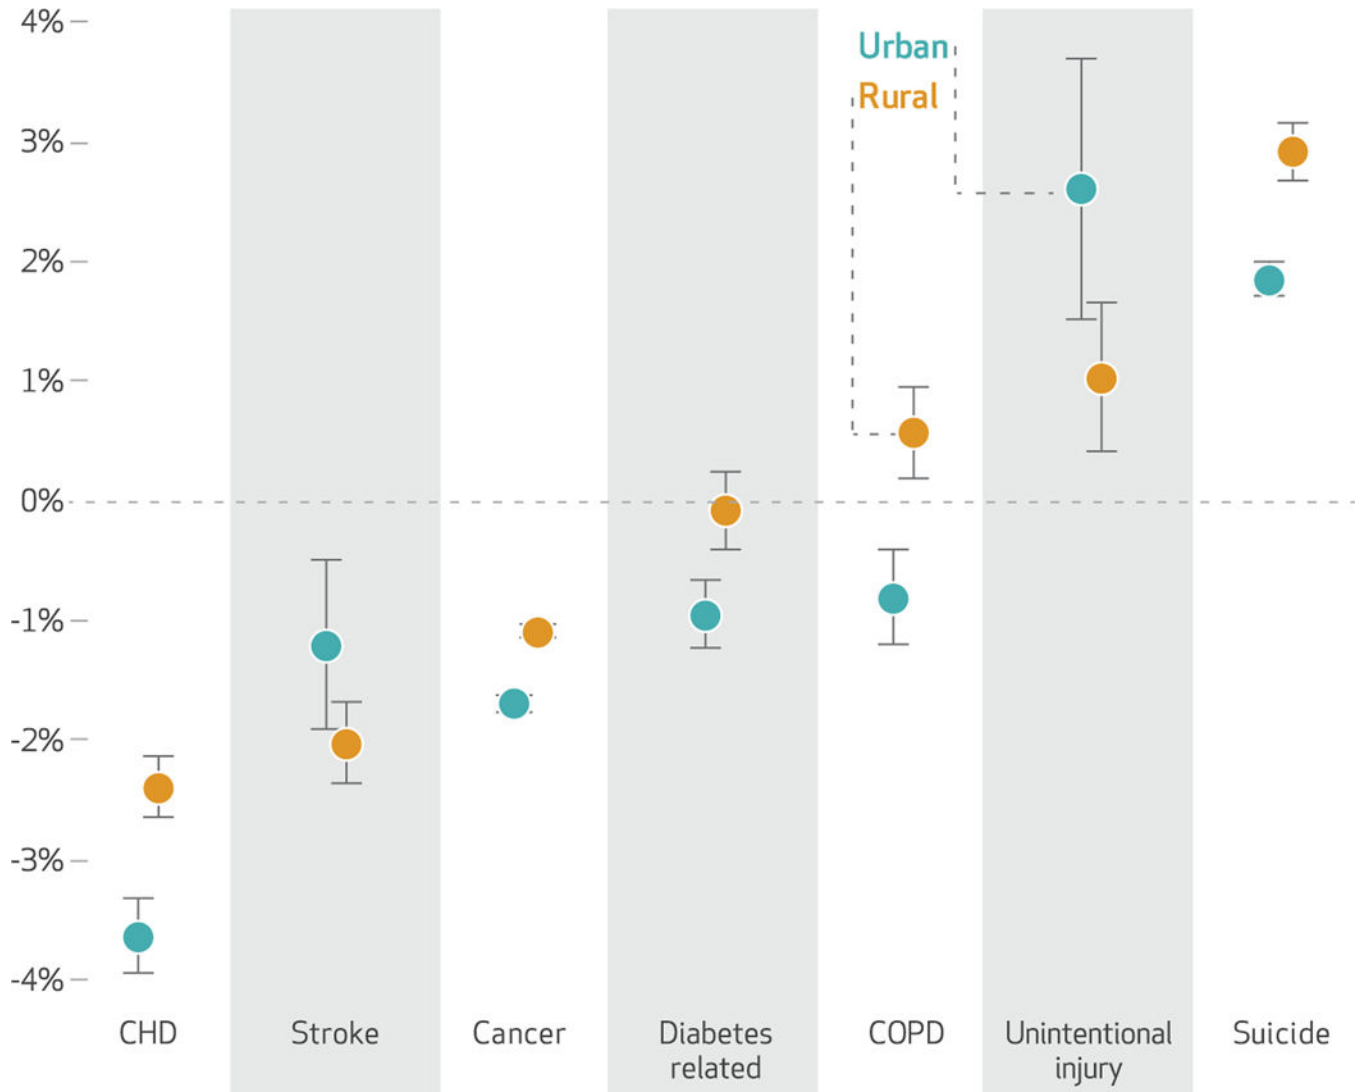 4%
Urban
Rural
3%
2%
1%
0%
-1%
-2%
-3%
-4%
CHD
Stroke
Cancer
Diabetes
related
COPD
Unintentional
injury
Suicide